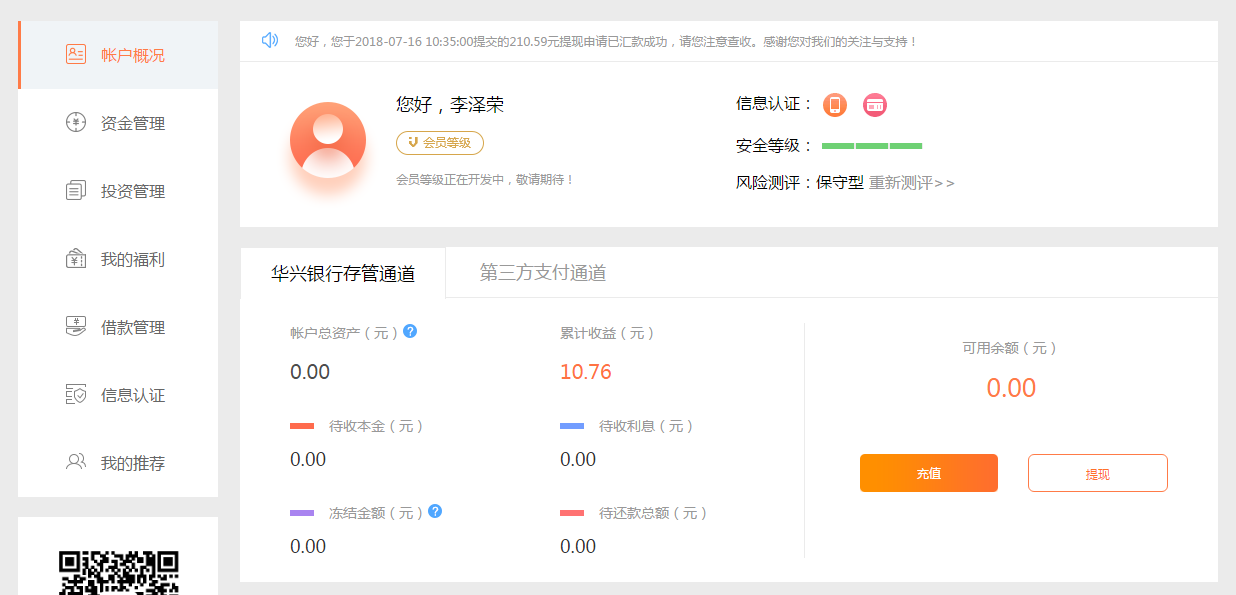 帐户概况
资金管理
投资管理
我的福利
借款管理
信息认证
我的推荐
您好，您于2018-07-16 10:35:00提交的210.59元提现申请已汇款成功，请您注意查收。感谢您对我们的关注与支持！
您好，李泽荣
会员等级
会员等级正在开发中，敬请期待！
信息认证：
安全等级：
风险测评：保守型 重新测评>>
华兴银行存管通道 第三方支付通道
帐户总资产（元） ?
0.00
累计收益（元）
10.76
待收本金（元）
0.00
待收利息（元）
0.00
冻结金额（元） ?
0.00
待还款总额（元）
0.00
可用余额（元）
0.00
充值 提现